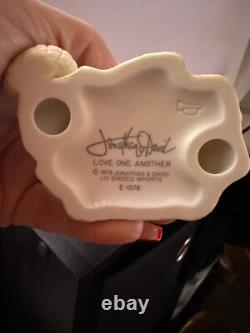 Jonathan & David
LOVE ONE ANOTHER
© 1978 JONATHAN & DAVID
LIC ENESCO IMPORTS
E-1376